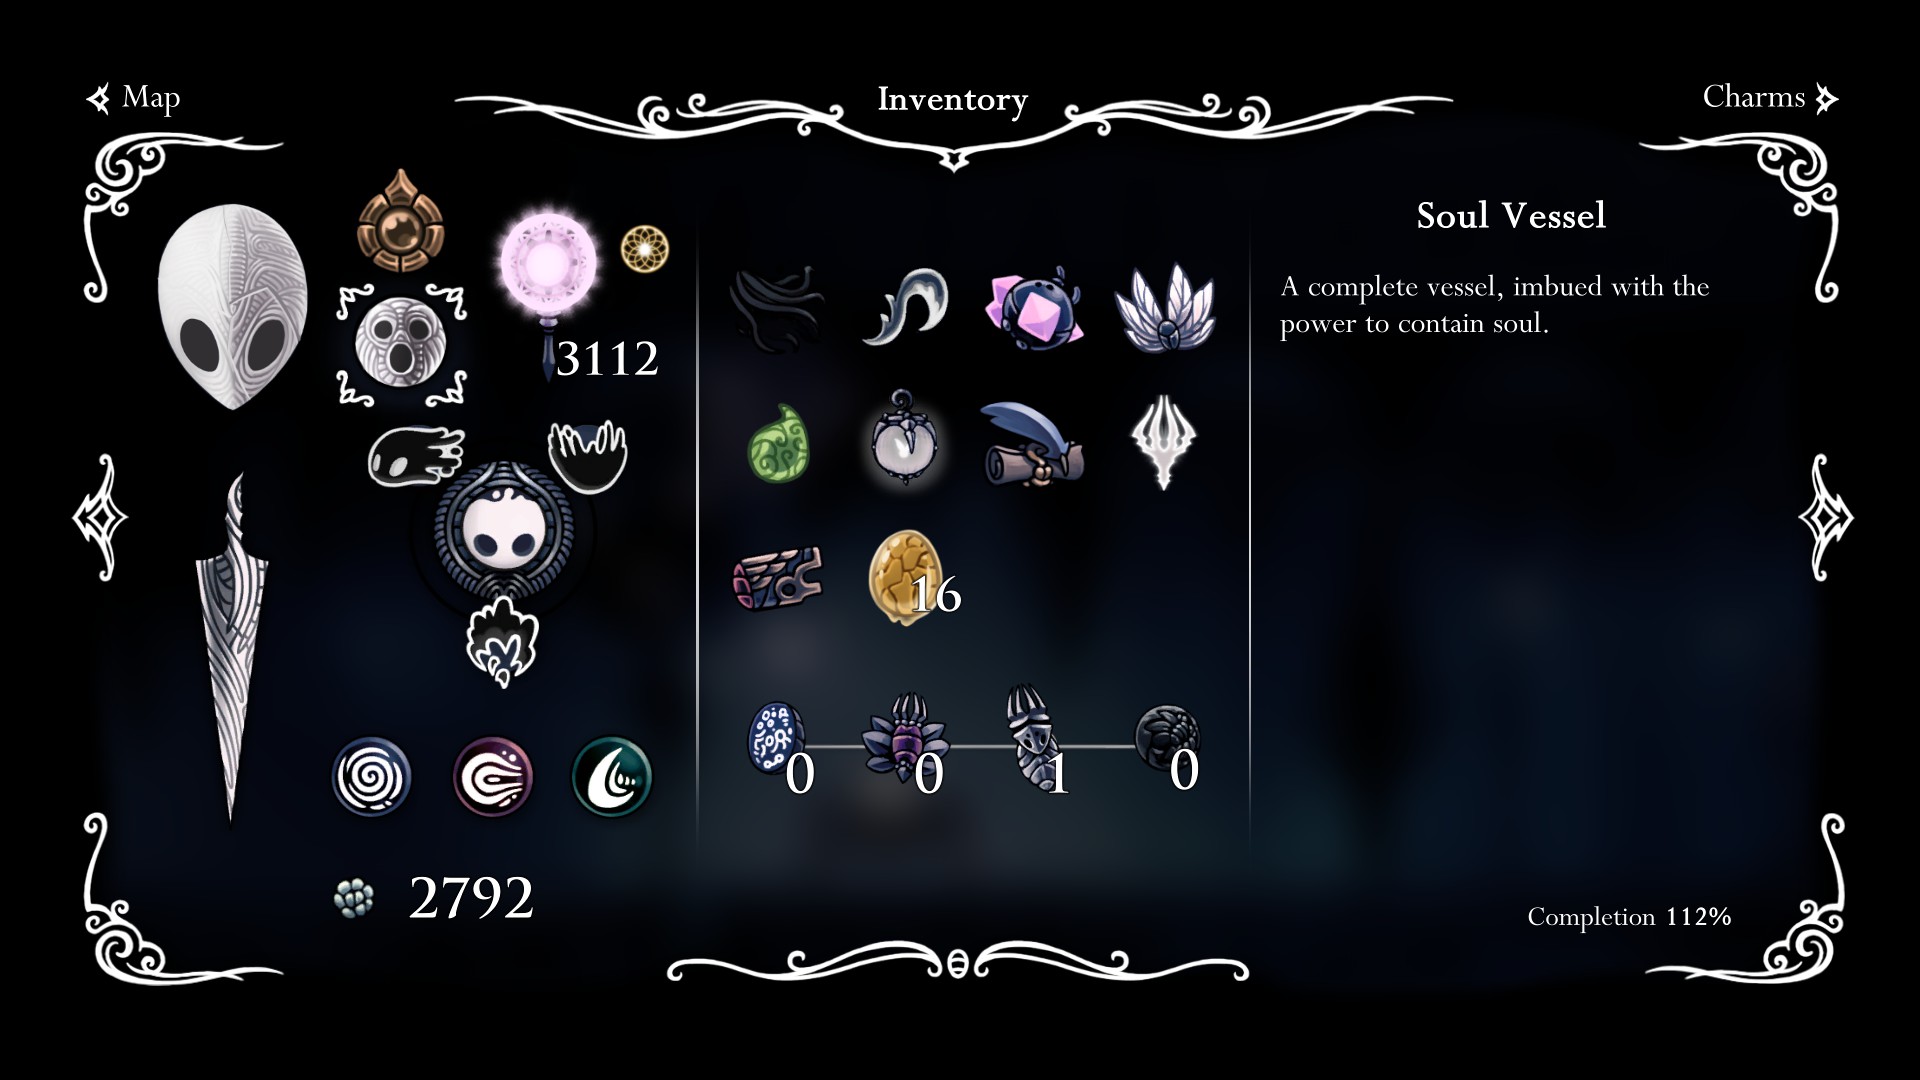 Map
Inventory
Charms
Soul Vessel
A complete vessel, imbued with the
power to contain soul.
3112
16
0
0
1
0
2792
Completion 112%